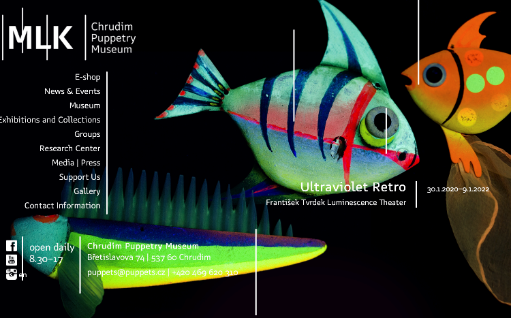 MLK
Chrudim
Puppetry
Museum
E-shop
News & Events
Museum
Exhibitions and Collections
Groups
Research Center
Media | Press
Support Us
Gallery
Contact Information
Ultraviolet Retro
František Tvrdek Luminescence Theater
30.1.2020–9.1.2022
open daily
8.30–17
Chrudim Puppetry Museum
Břetislavova 74 | 537 60 Chrudim
puppets@puppets.cz | +420 469 620 310
en